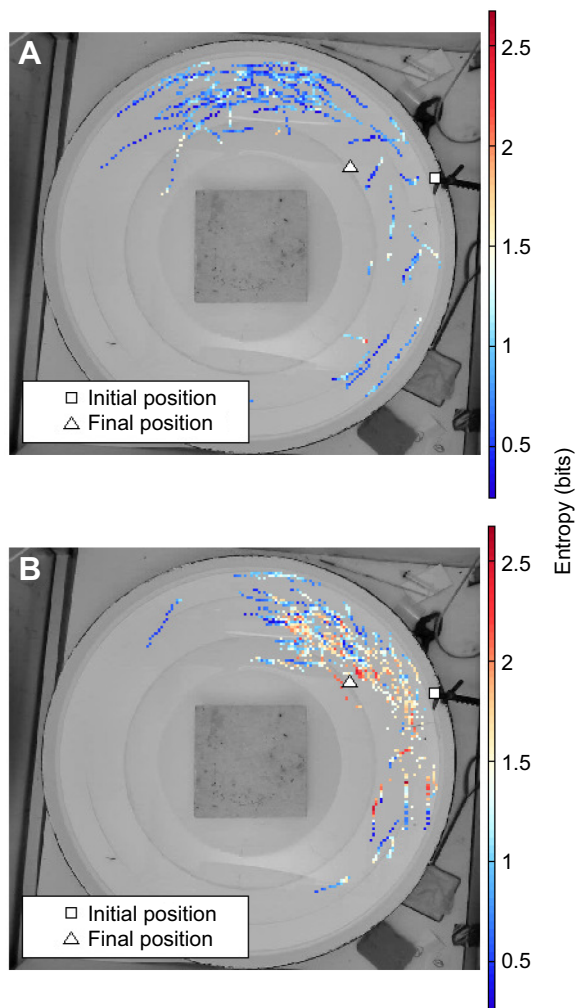 A
2.5
2
1.5
1
0.5
Initial position
Final position
Entropy (bits)
B
2.5
2
1.5
1
0.5
Initial position
Final position